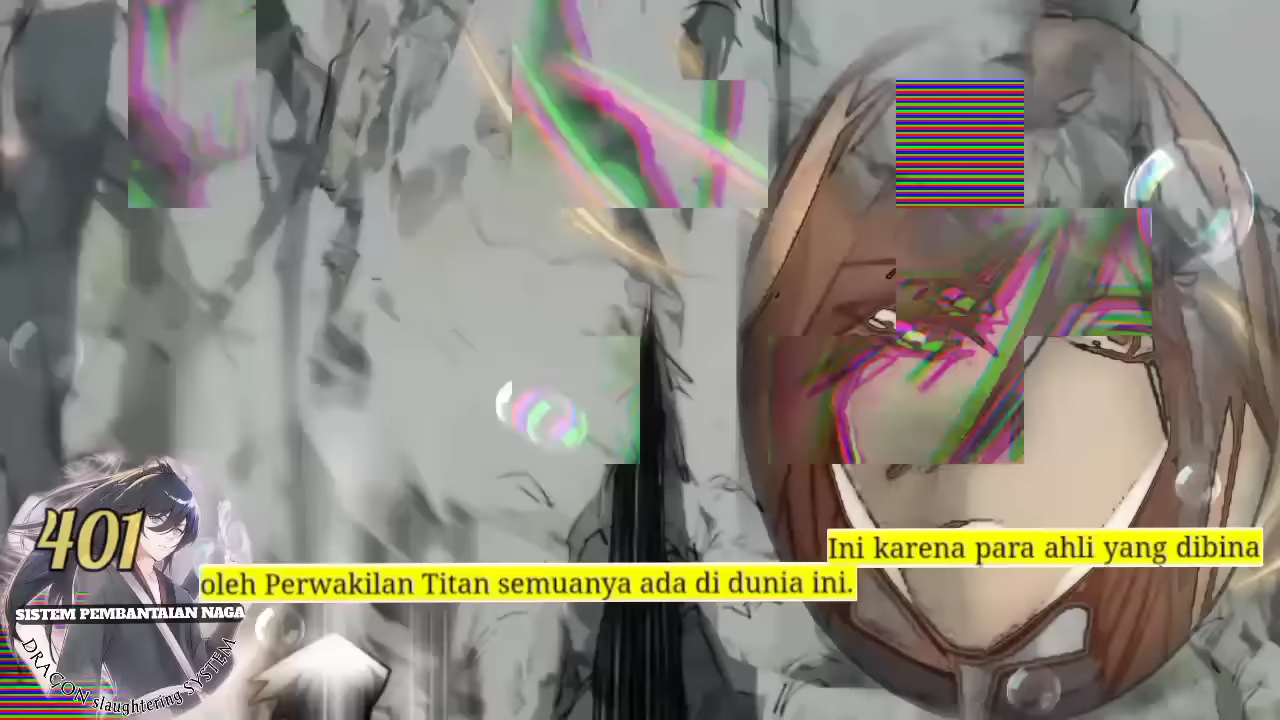 Ini karena para ahli yang dibina
oleh Perwakilan Titan semuanya ada di dunia ini.
401
SISTEM PEMBANTAIAN NAGA
DRAGON slaughtering SYSTEM